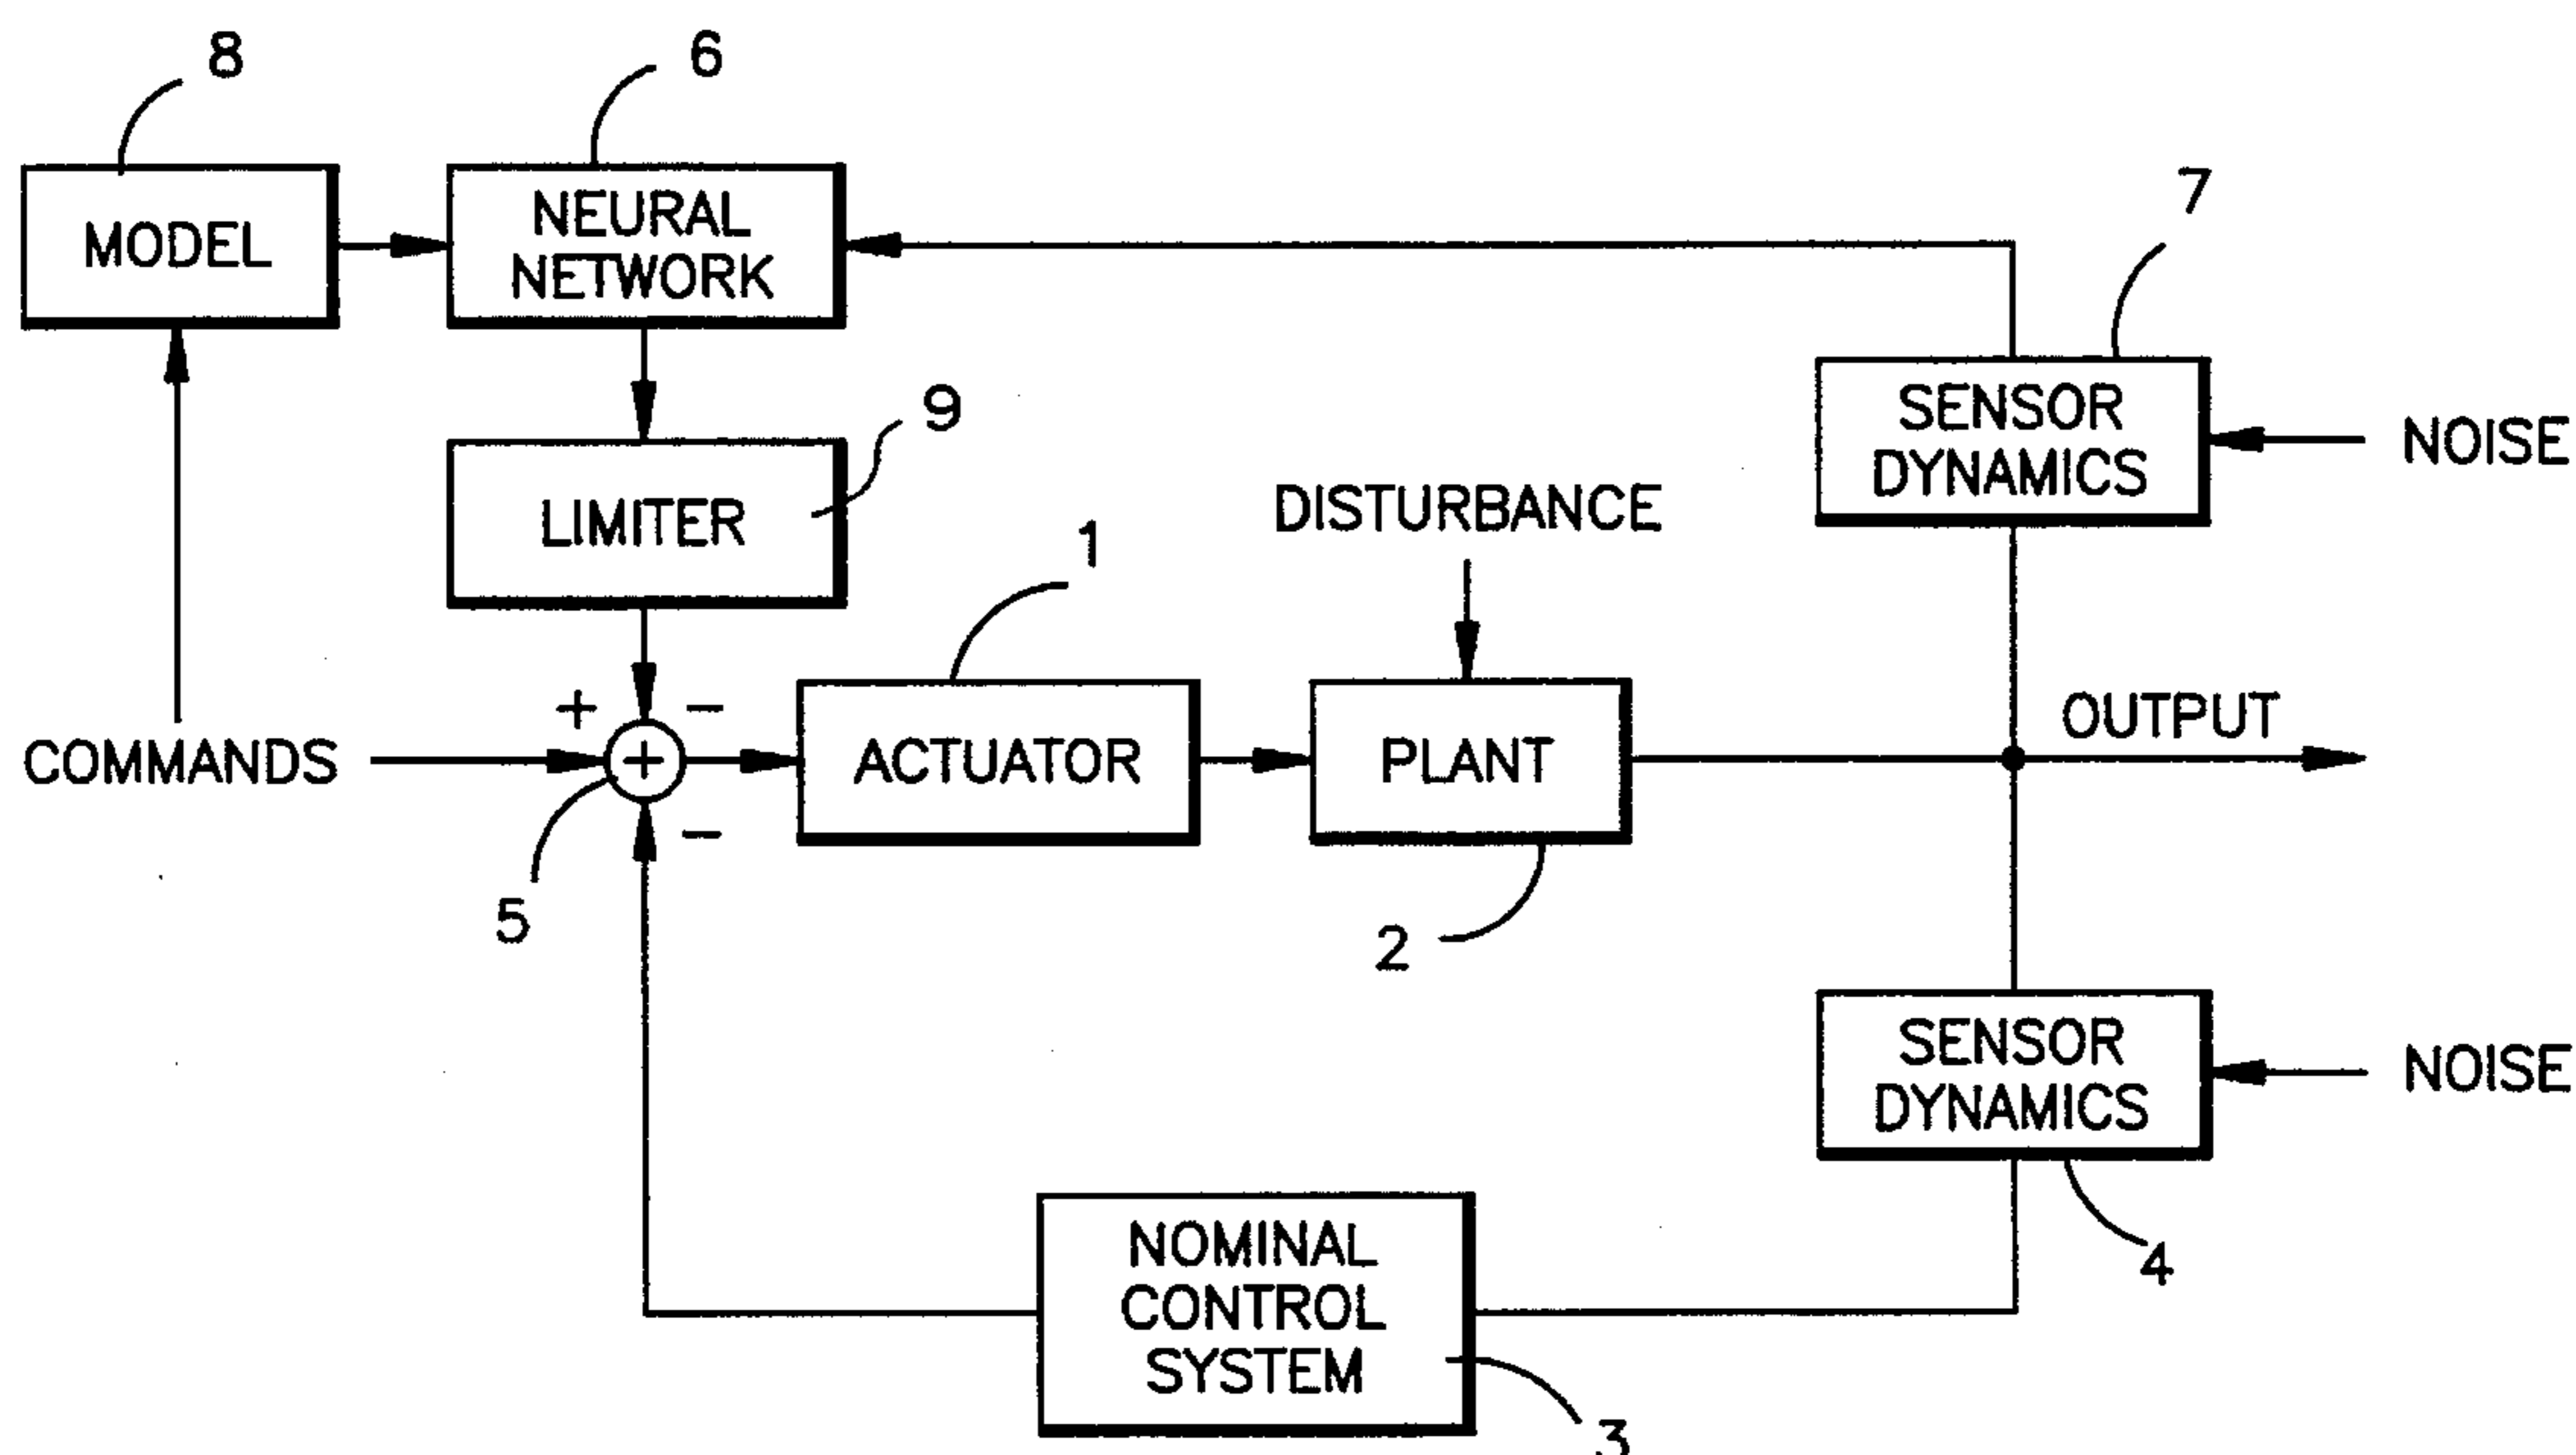 8
6
MODEL
NEURAL
NETWORK
7
SENSOR
DYNAMICS
NOISE
9
LIMITER
DISTURBANCE
1
+
-
COMMANDS
+
ACTUATOR
PLANT
OUTPUT
-
5
2
SENSOR
DYNAMICS
NOISE
4
NOMINAL
CONTROL
SYSTEM
3